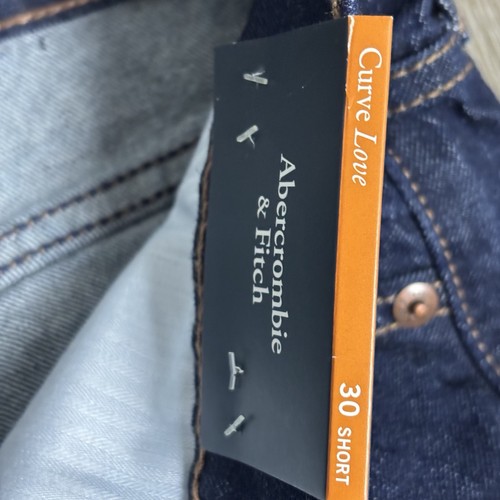 Curve Love
30 SHORT
Abercrombie
& Fitch